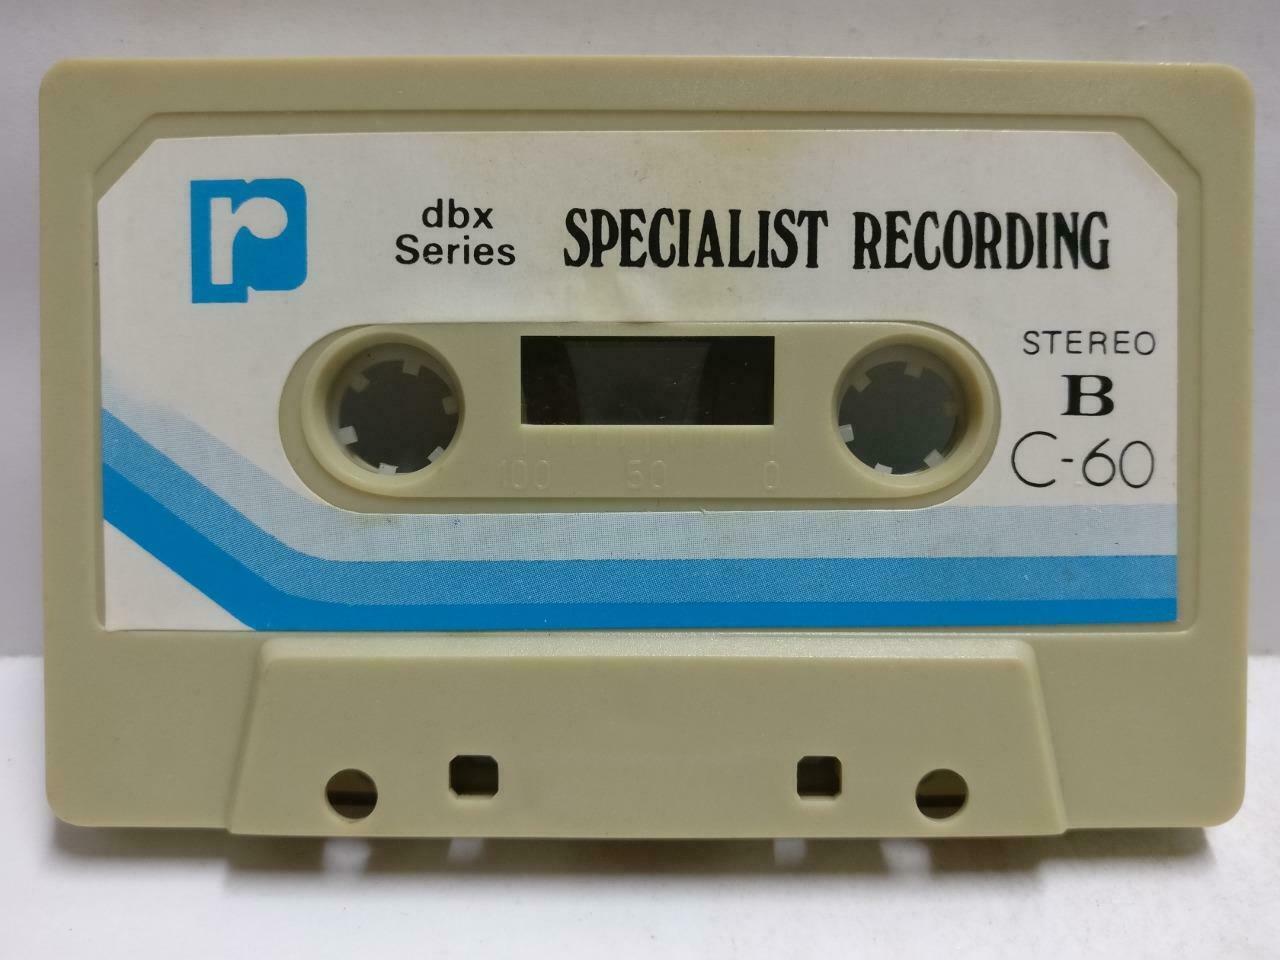 r
dbx
Series
SPECIALIST RECORDING
STEREO
B
C-60
100 50 0